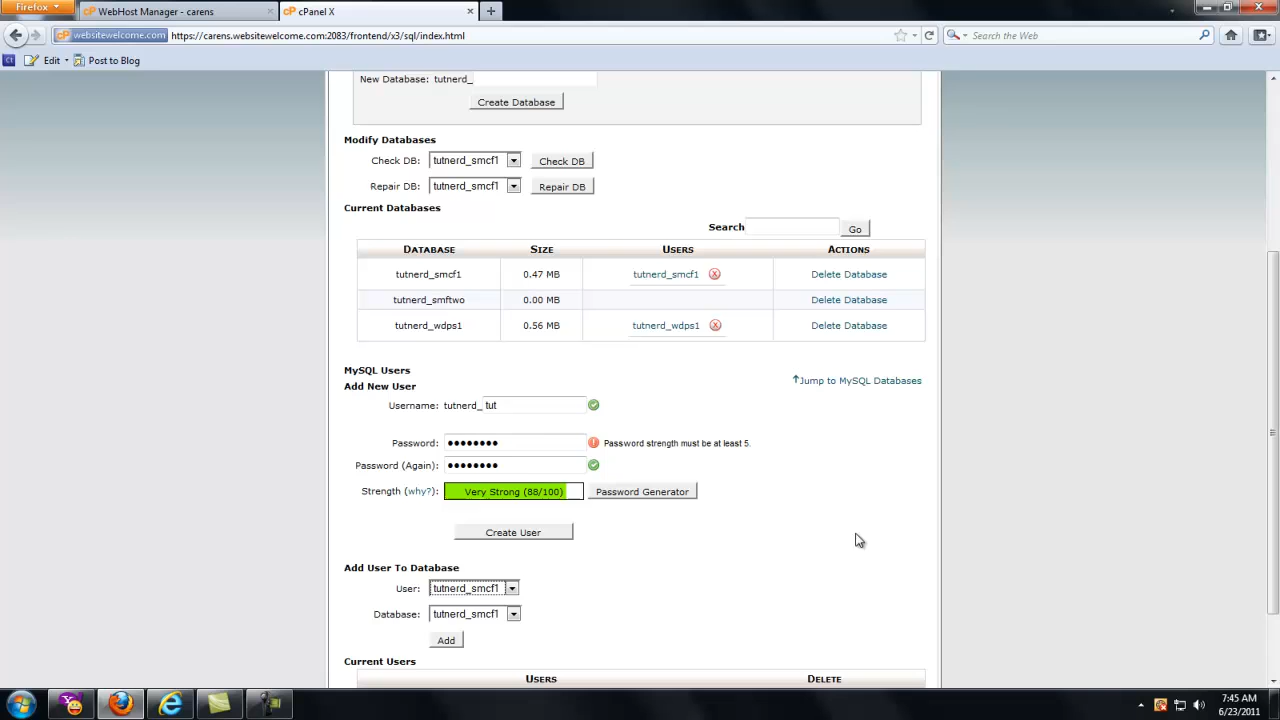 Firefox
cP WebHost Manager - carens
cP cPanel X
websitewelcome.com https://carens.websitewelcome.com:2083/frontend/x3/sql/index.html
Search the Web
Edit Post to Blog
New Database: tutnerd_
Create Database
Modify Databases
Check DB: tutnerd_smcf1 Check DB
Repair DB: tutnerd_smcf1 Repair DB
Current Databases
Search Go
DATABASE SIZE USERS ACTIONS
tutnerd_smcf1 0.47 MB tutnerd_smcf1 Delete Database
tutnerd_smftwo 0.00 MB Delete Database
tutnerd_wdps1 0.56 MB tutnerd_wdps1 Delete Database
MySQL Users
Jump to MySQL Databases
Add New User
Username: tutnerd_ tut
Password: Password strength must be at least 5.
Password (Again):
Strength (why?): Very Strong (88/100) Password Generator
Create User
Add User To Database
User: tutnerd_smcf1
Database: tutnerd_smcf1
Add
Current Users
USERS DELETE
7:45 AM
6/23/2011